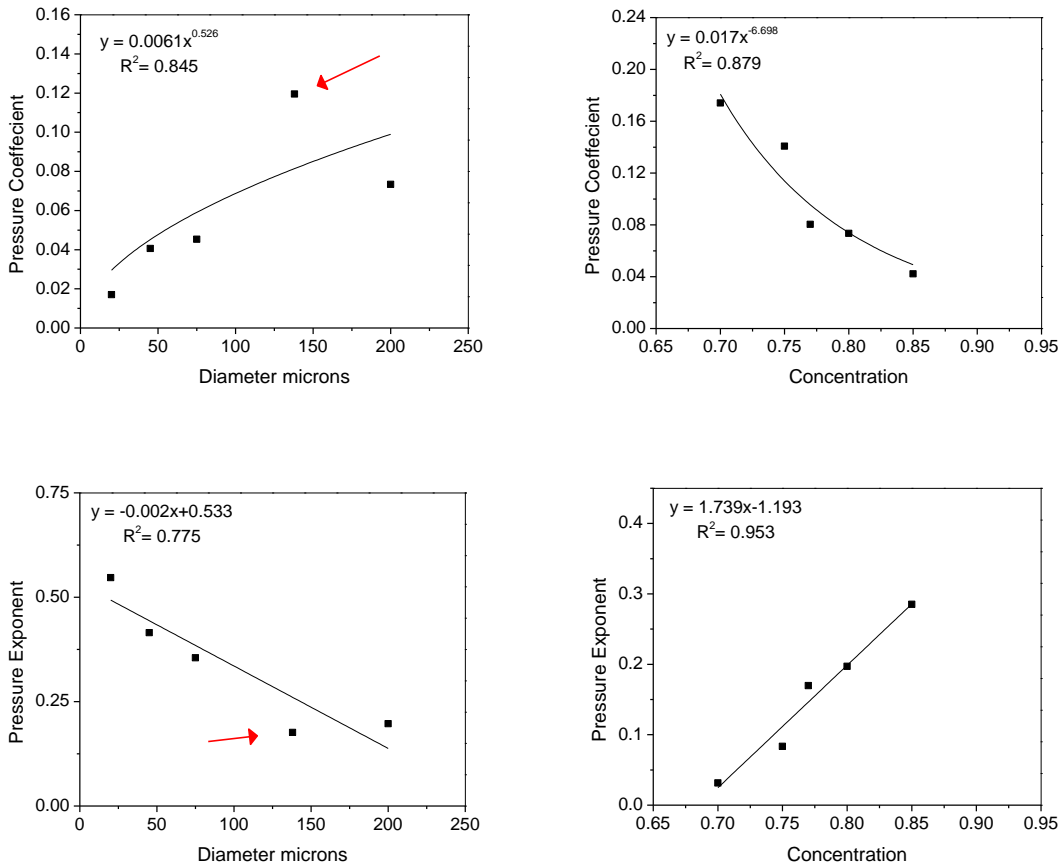 y = 0.0061x^0.526
R^2= 0.845
Pressure Coeffecient
0.16
0.14
0.12
0.10
0.08
0.06
0.04
0.02
0.00
0 50 100 150 200 250
Diameter microns
y = 0.017x^-6.698
R^2= 0.879
Pressure Coeffecient
0.24
0.20
0.16
0.12
0.08
0.04
0.00
0.65 0.70 0.75 0.80 0.85 0.90 0.95
Concentration
y = -0.002x+0.533
R^2= 0.775
Pressure Exponent
0.75
0.50
0.25
0.00
0 50 100 150 200 250
Diameter microns
y = 1.739x-1.193
R^2= 0.953
Pressure Exponent
0.4
0.3
0.2
0.1
0.0
0.65 0.70 0.75 0.80 0.85 0.90 0.95
Concentration